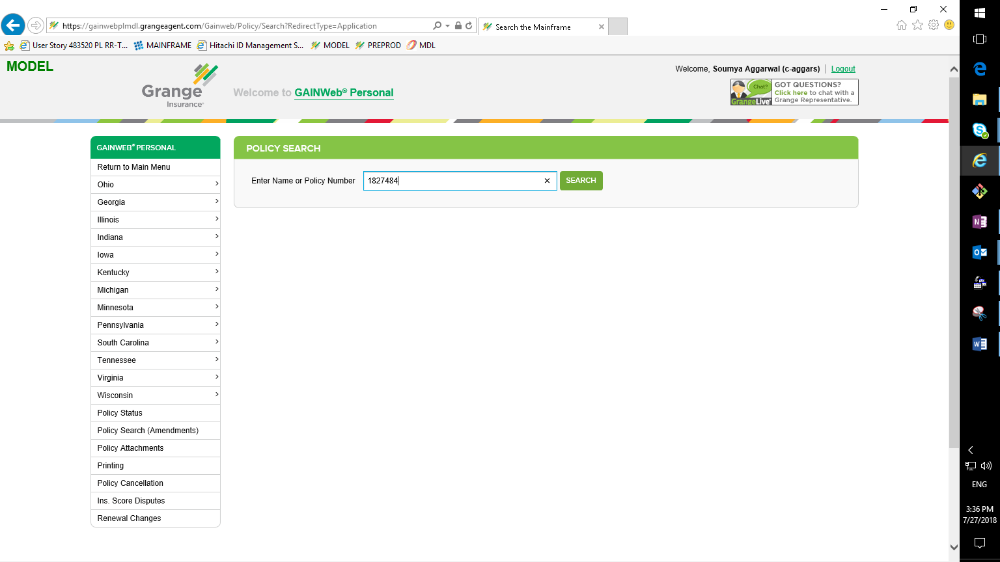 https://gainwebplmdl.grangeagent.com/Gainweb/Policy/Search?RedirectType=Application
Search the Mainframe
User Story 483520 PL RR-T...
MAINFRAME
Hitachi ID Management S...
MODEL
PREPROD
MDL
MODEL
Grange
Insurance®
Welcome to GAINWeb® Personal
Welcome, Soumya Aggarwal (c-aggars) | Logout
Chat?
GrangeLive
GOT QUESTIONS?
Click here to chat with a
Grange Representative.
GAINWEB® PERSONAL
Return to Main Menu
Ohio
Georgia
Illinois
Indiana
Iowa
Kentucky
Michigan
Minnesota
Pennsylvania
South Carolina
Tennessee
Virginia
Wisconsin
Policy Status
Policy Search (Amendments)
Policy Attachments
Printing
Policy Cancellation
Ins. Score Disputes
Renewal Changes
POLICY SEARCH
Enter Name or Policy Number
1827484
SEARCH
ENG
3:36 PM
7/27/2018